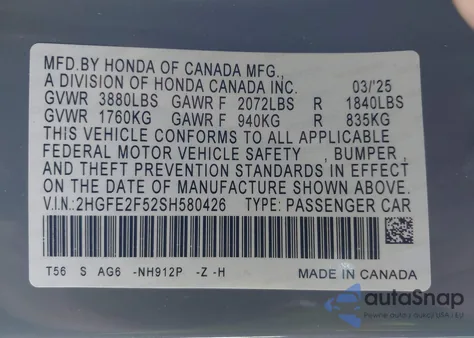 MFD.BY HONDA OF CANADA MFG.,
A DIVISION OF HONDA CANADA INC. 03/'25
GVWR 3880LBS GAWR F 2072LBS R 1840LBS
GVWR 1760KG GAWR F 940KG R 835KG
THIS VEHICLE CONFORMS TO ALL APPLICABLE
FEDERAL MOTOR VEHICLE SAFETY , BUMPER ,
AND THEFT PREVENTION STANDARDS IN EFFECT
ON THE DATE OF MANUFACTURE SHOWN ABOVE.
V.I.N:2HGFE2F52SH580426 TYPE: PASSENGER CAR
T56 S AG6 -NH912P -Z -H MADE IN CANADA
autoSnap